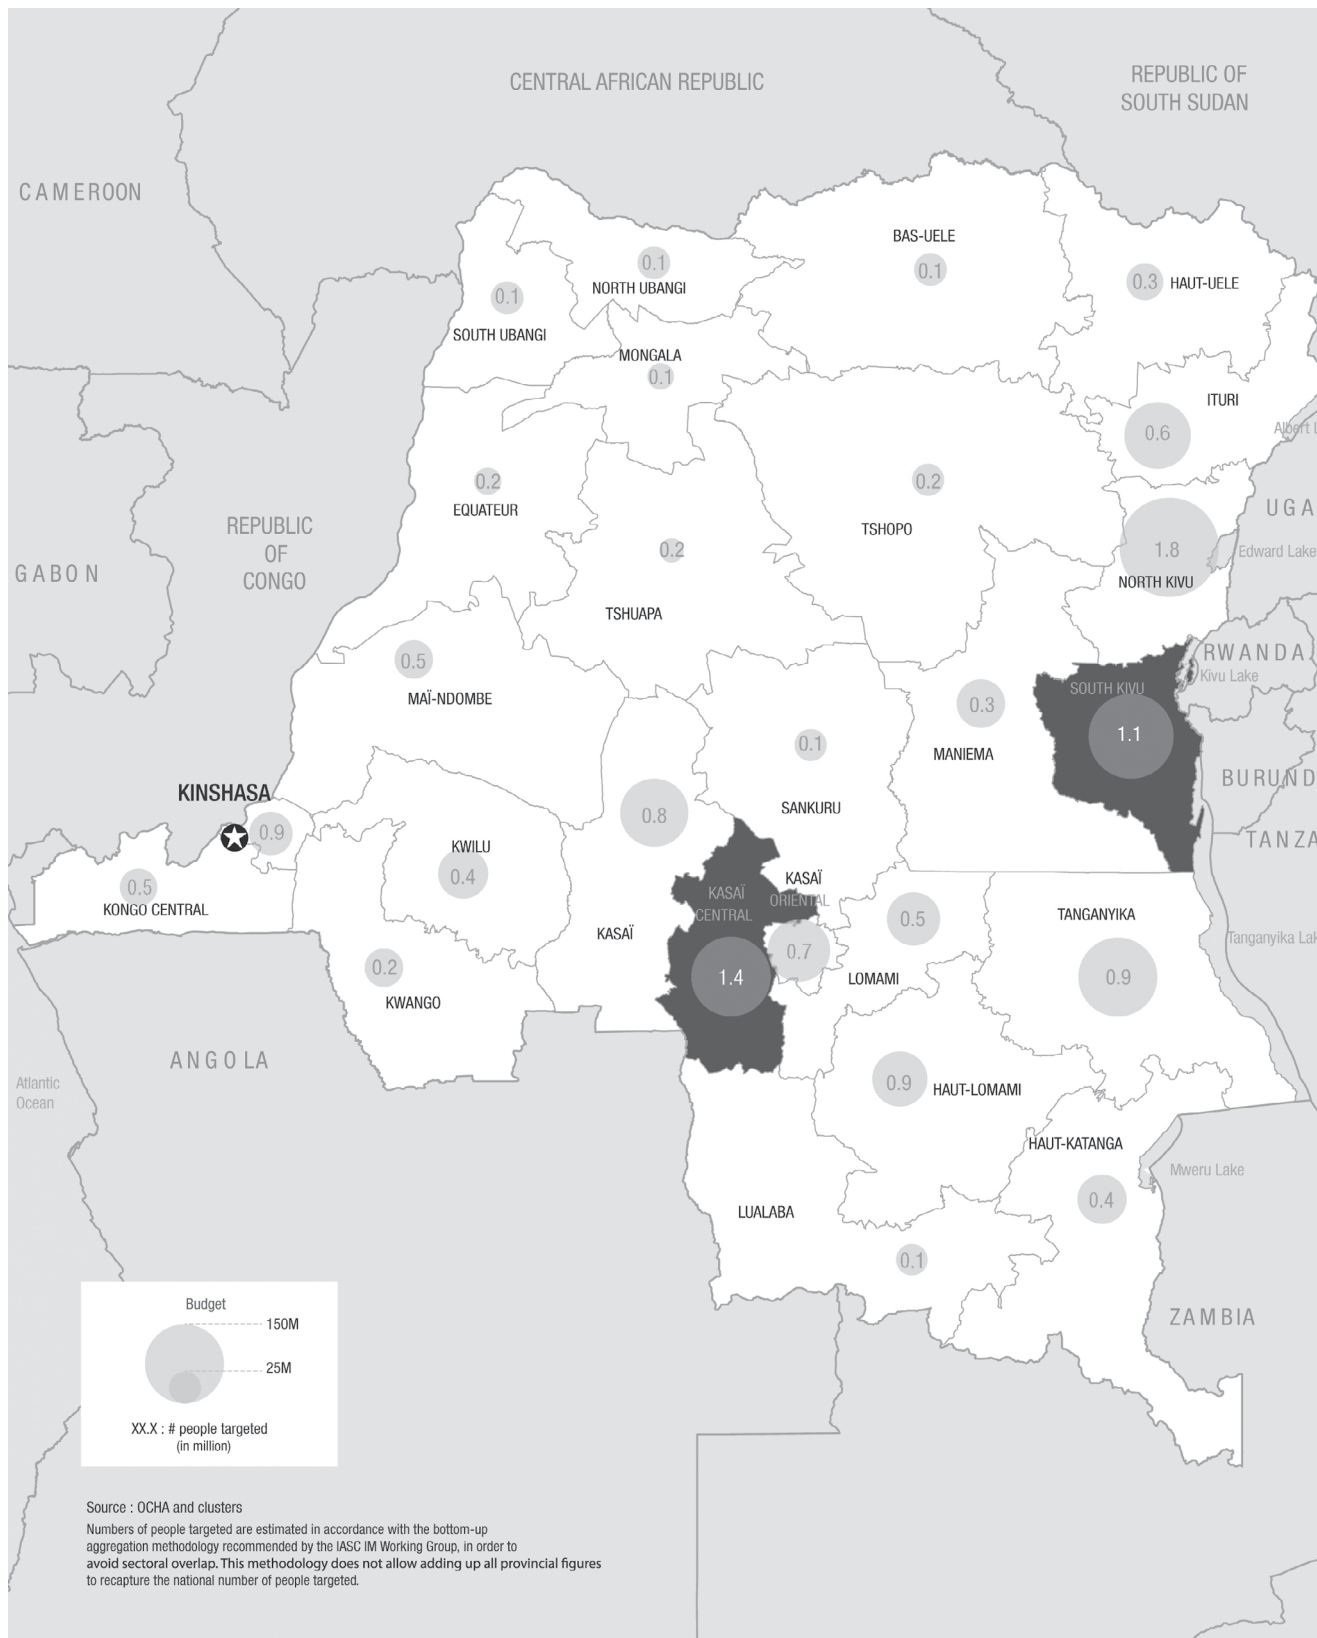 CENTRAL AFRICAN REPUBLIC
REPUBLIC OF
SOUTH SUDAN
CAMEROON
BAS-UELE
0.1
0.1
NORTH UBANGI
0.3
HAUT-UELE
0.1
SOUTH UBANGI
MONGALA
0.1
ITURI
0.6
Albert L
0.2
EQUATEUR
0.2
TSHOPO
UGA
REPUBLIC
OF
CONGO
GABON
0.2
TSHUAPA
1.8
NORTH KIVU
Edward Lake
RWANDA
Kivu Lake
0.5
MAÏ-NDOMBE
SOUTH KIVU
1.1
0.3
MANIEMA
0.1
SANKURU
BURUND
KINSHASA
0.9
0.8
TANZA
KWILU
0.4
0.5
KONGO CENTRAL
KASAÏ
KASAÏ
CENTRAL
KASAÏ
ORIENTAL
0.5
LOMAMI
TANGANYIKA
0.9
Tanganyika Lak
0.7
1.4
0.2
KWANGO
ANGOLA
Atlantic
Ocean
0.9
HAUT-LOMAMI
HAUT-KATANGA
0.4
Mweru Lake
LUALABA
0.1
ZAMBIA
Budget
150M
25M
XX.X : # people targeted
(in million)
Source : OCHA and clusters
Numbers of people targeted are estimated in accordance with the bottom-up
aggregation methodology recommended by the IASC IM Working Group, in order to
avoid sectoral overlap. This methodology does not allow adding up all provincial figures
to recapture the national number of people targeted.